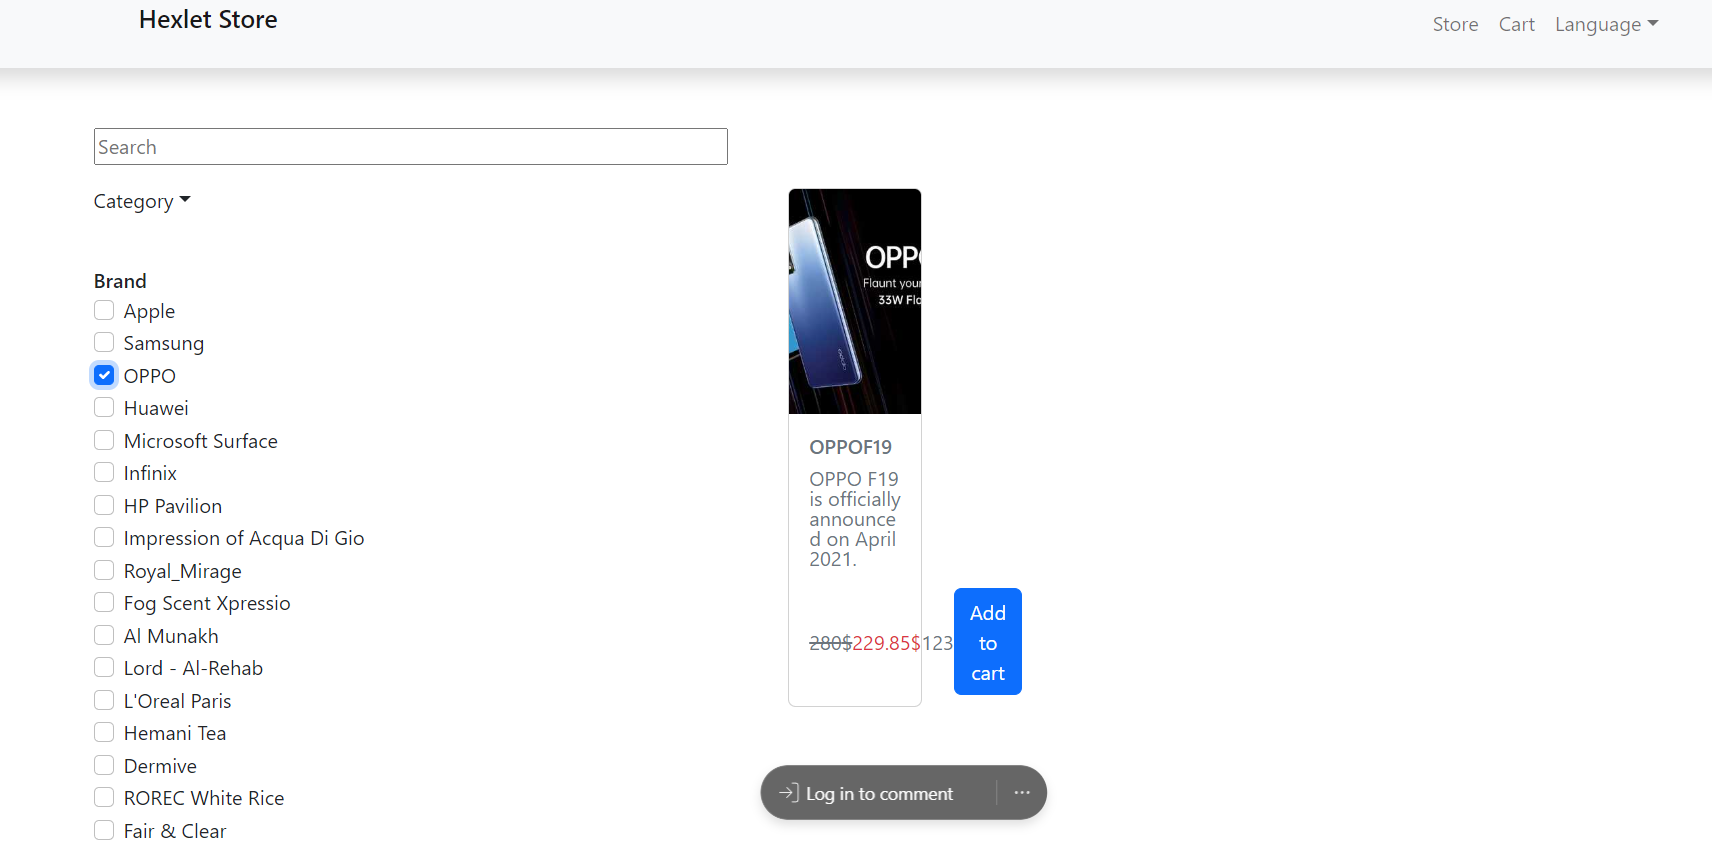 Hexlet Store
Store Cart Language
Search
Category
Brand
Apple
Samsung
OPPO
Huawei
Microsoft Surface
Infinix
HP Pavilion
Impression of Acqua Di Gio
Royal_Mirage
Fog Scent Xpressio
Al Munakh
Lord - Al-Rehab
L'Oreal Paris
Hemani Tea
Dermive
ROREC White Rice
Fair & Clear
OPP
Flaunt your
33W Fla
OPPOF19
OPPO F19
is officially
announce
d on April
2021.
280$229.85$123
Add
to
cart
Log in to comment